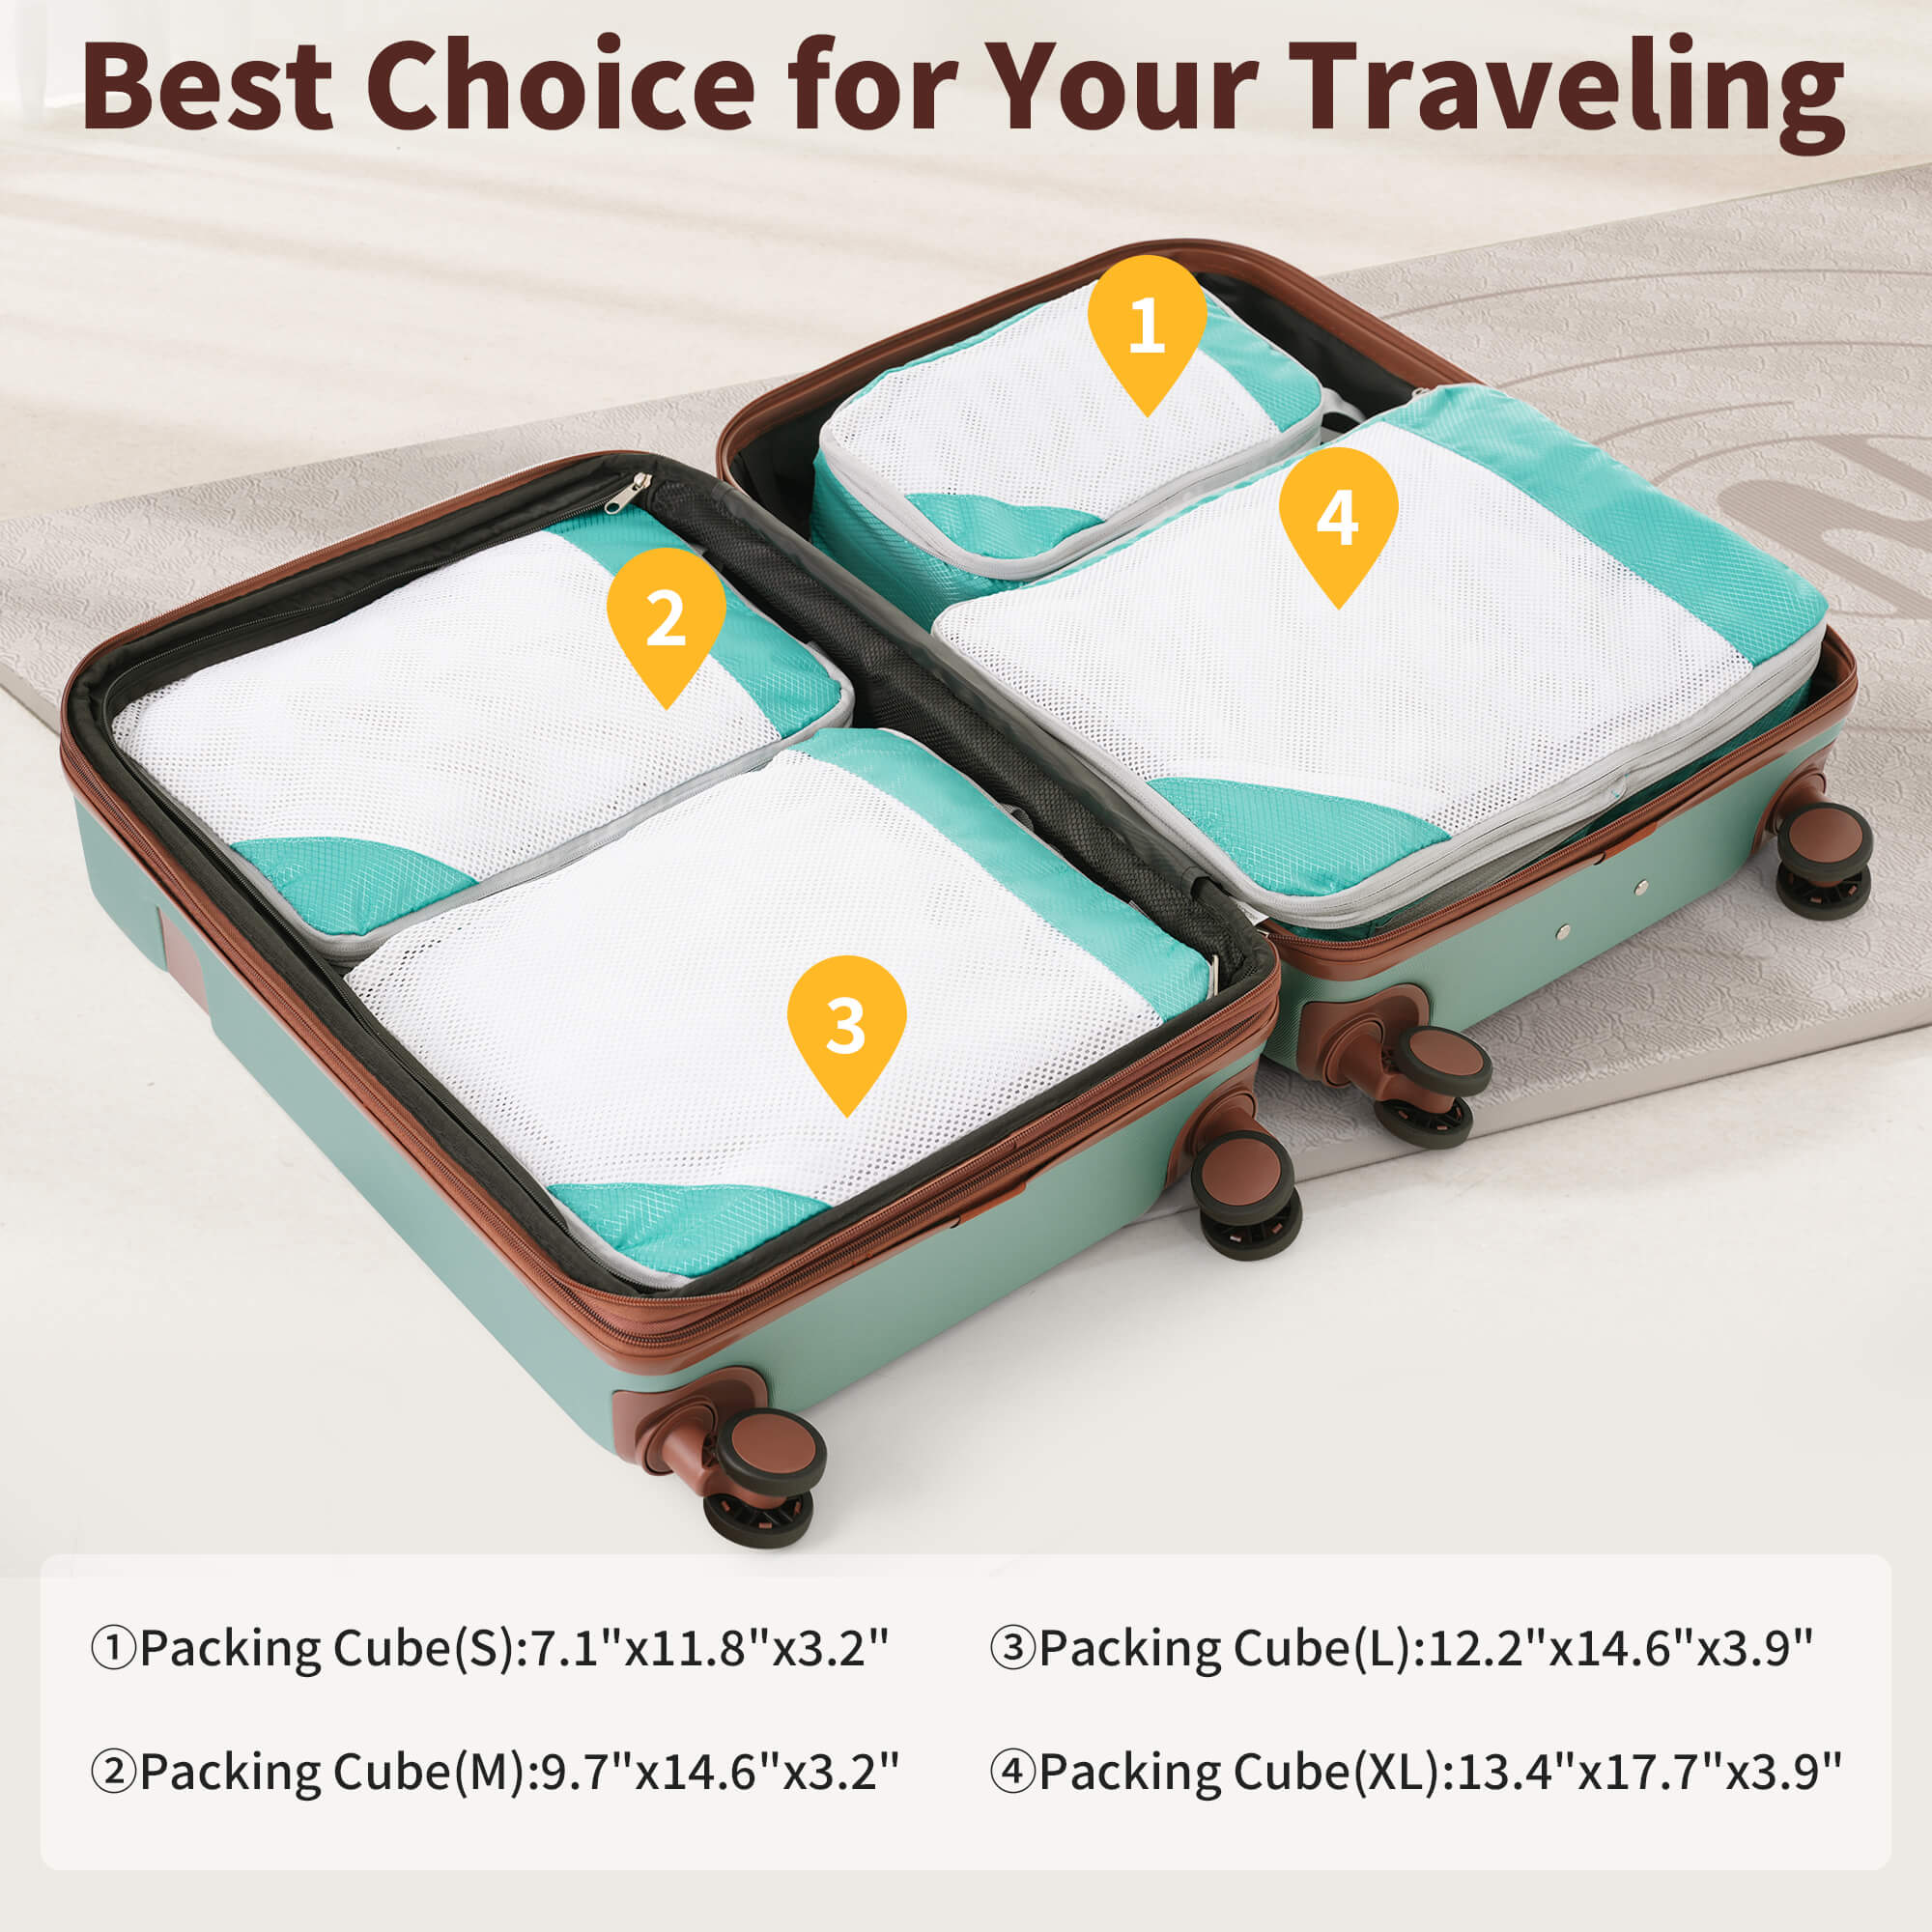 Best Choice for Your Traveling
1
4
2
3
①Packing Cube(S):7.1"x11.8"x3.2"
③Packing Cube(L):12.2"x14.6"x3.9"
②Packing Cube(M):9.7"x14.6"x3.2"
④Packing Cube(XL):13.4"x17.7"x3.9"